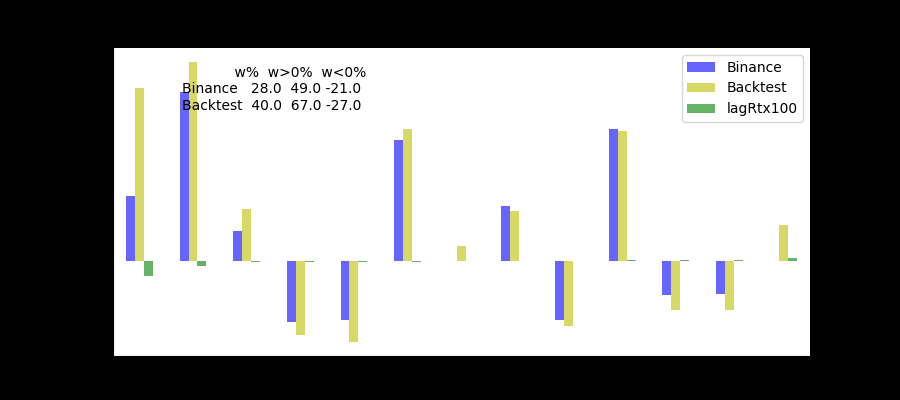 w% w>0% w<0%
Binance 28.0 49.0 -21.0
Backtest 40.0 67.0 -27.0
Binance
Backtest
lagRtx100